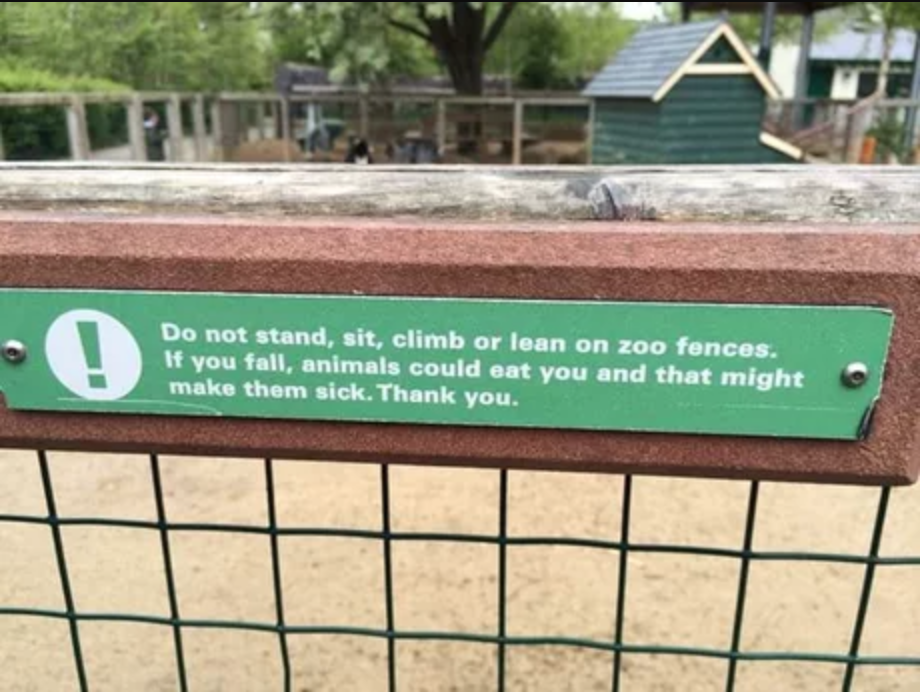 !
Do not stand, sit, climb or lean on zoo fences.
If you fall, animals could eat you and that might
make them sick. Thank you.